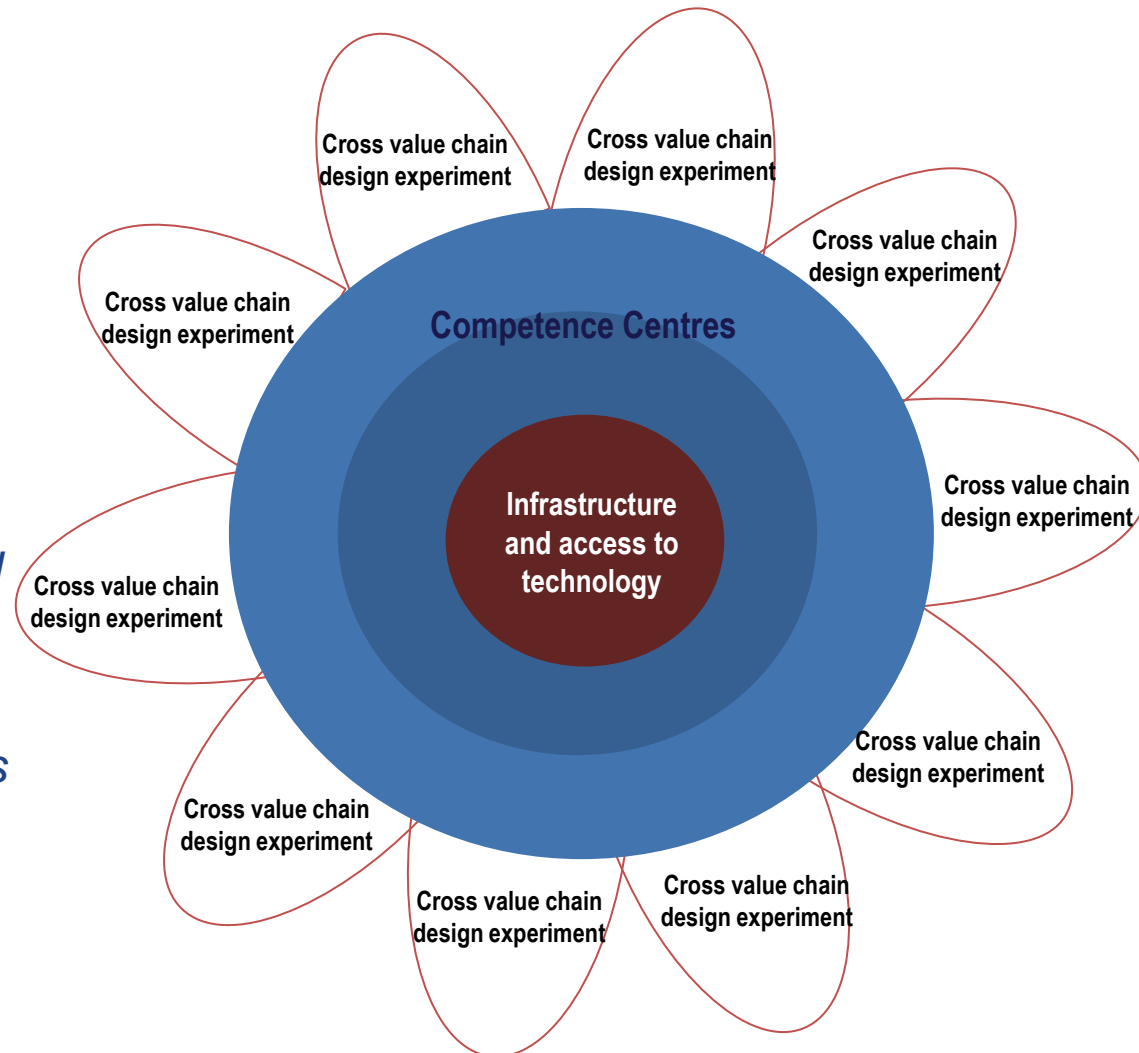 Cross value chain
design experiment
Cross value chain
design experiment
Cross value chain
design experiment
Cross value chain
design experiment
Competence Centres
Cross value chain
design experiment
Infrastructure
and access to
technology
Cross value chain
design experiment
Cross value chain
design experiment
Cross value chain
design experiment
Cross value chain
design experiment
Cross value chain
design experiment